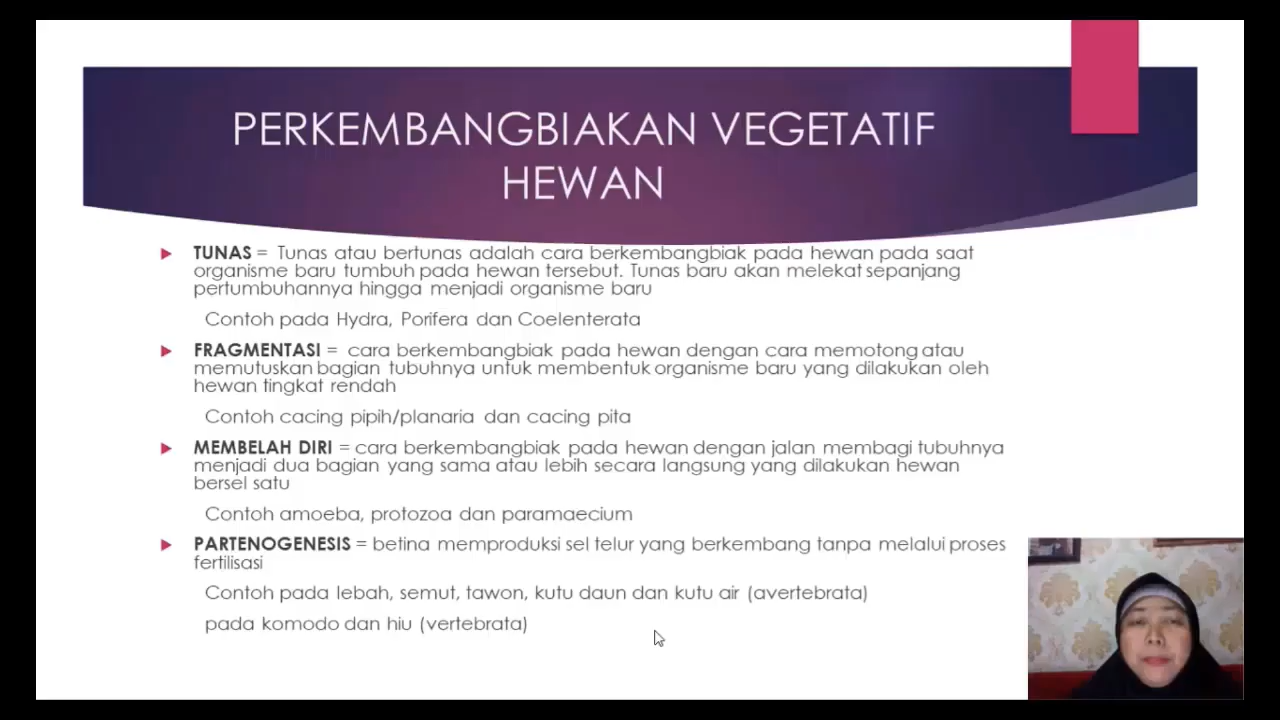 PERKEMBANGBIAKAN VEGETATIF
HEWAN
TUNAS = Tunas atau bertunas adalah cara berkembangbiak pada hewan pada saat
organisme baru tumbuh pada hewan tersebut. Tunas baru akan melekat sepanjang
pertumbuhannya hingga menjadi organisme baru
Contoh pada Hydra, Porifera dan Coelenterata
FRAGMENTASI = cara berkembangbiak pada hewan dengan cara memotong atau
memutuskan bagian tubuhnya untuk membentuk organisme baru yang dilakukan oleh
hewan tingkat rendah
Contoh cacing pipih/planaria dan cacing pita
MEMBELAH DIRI = cara berkembangbiak pada hewan dengan jalan membagi tubuhnya
menjadi dua bagian yang sama atau lebih secara langsung yang dilakukan hewan
bersel satu
Contoh amoeba, protozoa dan paramaecium
PARTENOGENESIS = betina memproduksi sel telur yang berkembang tanpa melalui proses
fertilisasi
Contoh pada lebah, semut, tawon, kutu daun dan kutu air (avertebrata)
pada komodo dan hiu (vertebrata)